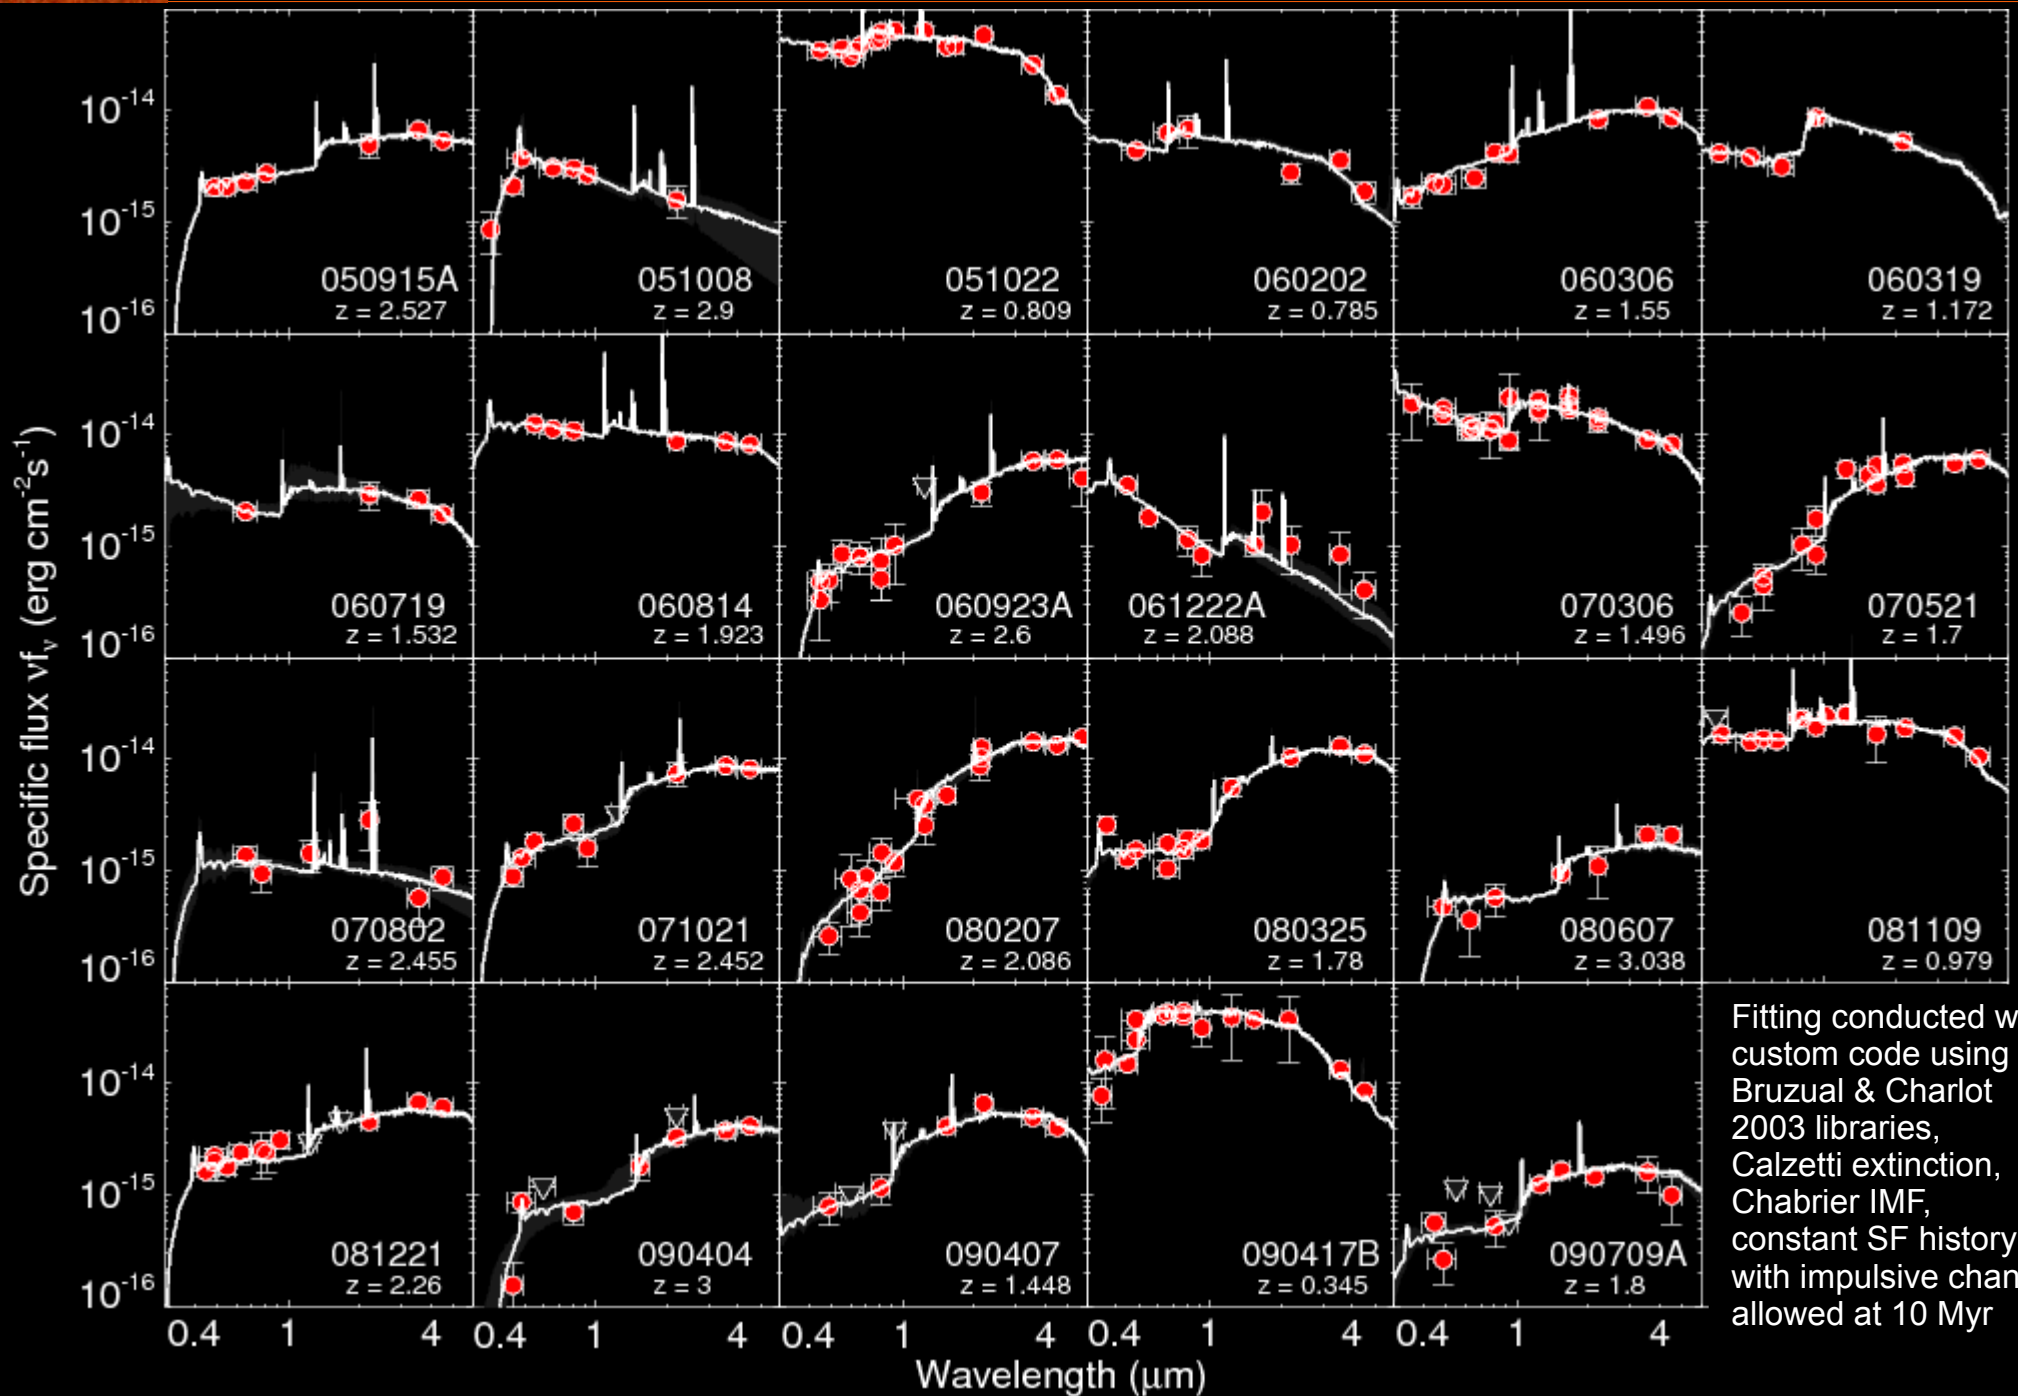 Specific flux νfν (erg cm-2s-1)
10-14
10-15
10-16
050915A
z = 2.527
051008
z = 2.9
051022
z = 0.809
060202
z = 0.785
060306
z = 1.55
060319
z = 1.172
10-14
10-15
10-16
060719
z = 1.532
060814
z = 1.923
060923A
z = 2.6
061222A
z = 2.088
070306
z = 1.496
070521
z = 1.7
10-14
10-15
10-16
070802
z = 2.455
071021
z = 2.452
080207
z = 2.086
080325
z = 1.78
080607
z = 3.038
081109
z = 0.979
10-14
10-15
10-16
081221
z = 2.26
090404
z = 3
090407
z = 1.448
090417B
z = 0.345
090709A
z = 1.8
0.4 1 4 0.4 1 4 0.4 1 4 0.4 1 4 0.4 1 4
Wavelength (μm)
Fitting conducted w
custom code using
Bruzual & Charlot
2003 libraries,
Calzetti extinction,
Chabrier IMF,
constant SF history
with impulsive chan
allowed at 10 Myr